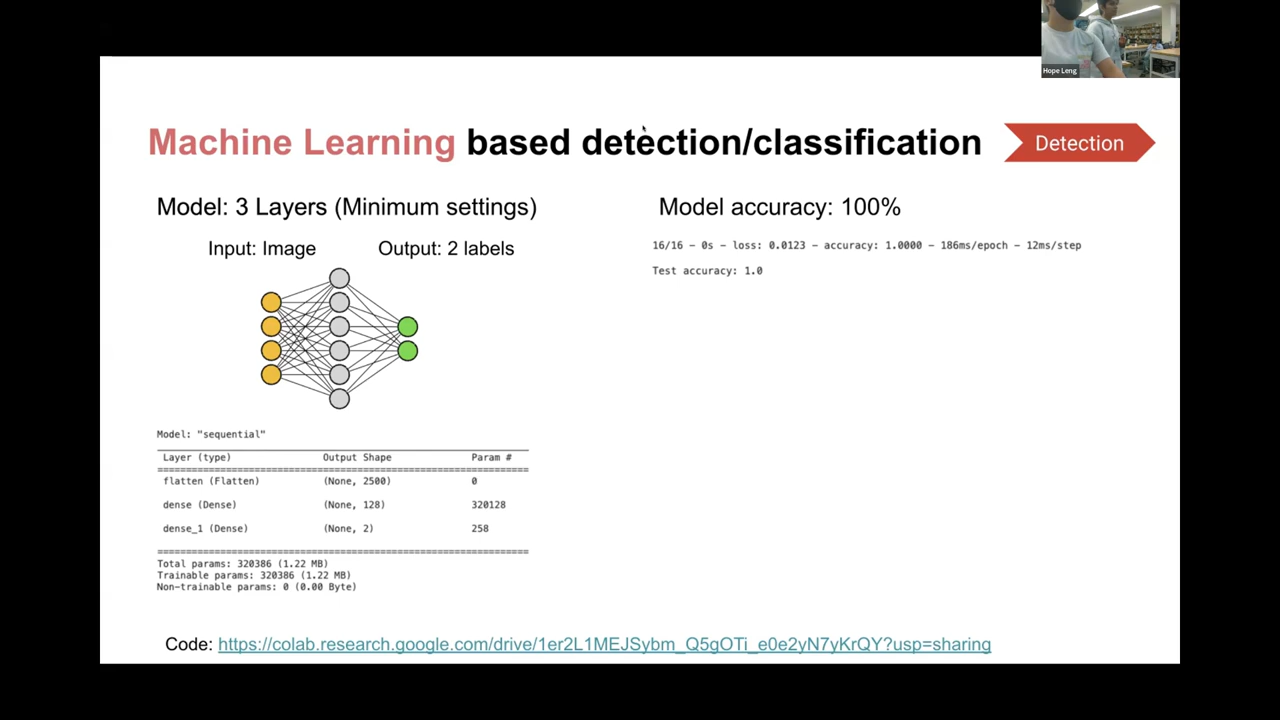 Hope Leng
Machine Learning based detection/classification
Detection
Model: 3 Layers (Minimum settings)
Input: Image
Output: 2 labels
Model: "sequential"
Layer (type) Output Shape Param #
flatten (Flatten) (None, 2500) 0
dense (Dense) (None, 128) 320128
dense_1 (Dense) (None, 2) 258
Total params: 320386 (1.22 MB)
Trainable params: 320386 (1.22 MB)
Non-trainable params: 0 (0.00 Byte)
Model accuracy: 100%
16/16 - 0s - loss: 0.0123 - accuracy: 1.0000 - 186ms/epoch - 12ms/step
Test accuracy: 1.0
Code: https://colab.research.google.com/drive/1er2L1MEJSybm_Q5gOTi_e0e2yN7yKrQY?usp=sharing